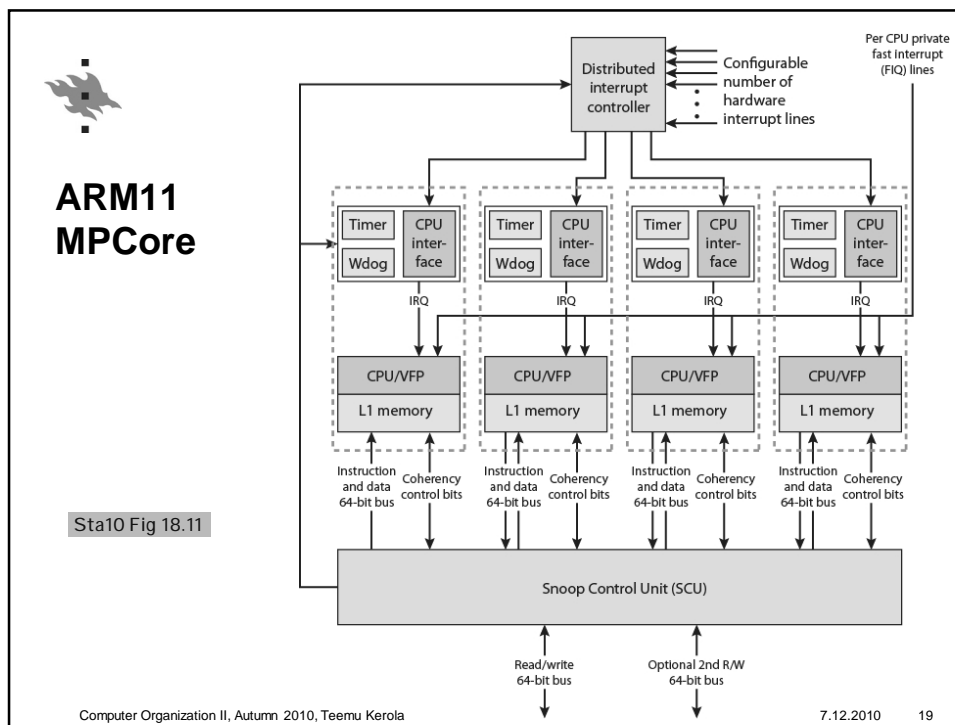 ARM11
MPCore
Sta10 Fig 18.11
Distributed
interrupt
controller
Configurable
number of
hardware
interrupt lines
Per CPU private
fast interrupt
(FIQ) lines
Timer
Wdog
CPU
inter-
face
Timer
Wdog
CPU
inter-
face
Timer
Wdog
CPU
inter-
face
Timer
Wdog
CPU
inter-
face
IRQ
IRQ
IRQ
IRQ
CPU/VFP
L1 memory
CPU/VFP
L1 memory
CPU/VFP
L1 memory
CPU/VFP
L1 memory
Instruction
and data
64-bit bus
Coherency
control bits
Instruction
and data
64-bit bus
Coherency
control bits
Instruction
and data
64-bit bus
Coherency
control bits
Instruction
and data
64-bit bus
Coherency
control bits
Snoop Control Unit (SCU)
Read/write
64-bit bus
Optional 2nd R/W
64-bit bus
Computer Organization II, Autumn 2010, Teemu Kerola
7.12.2010
19